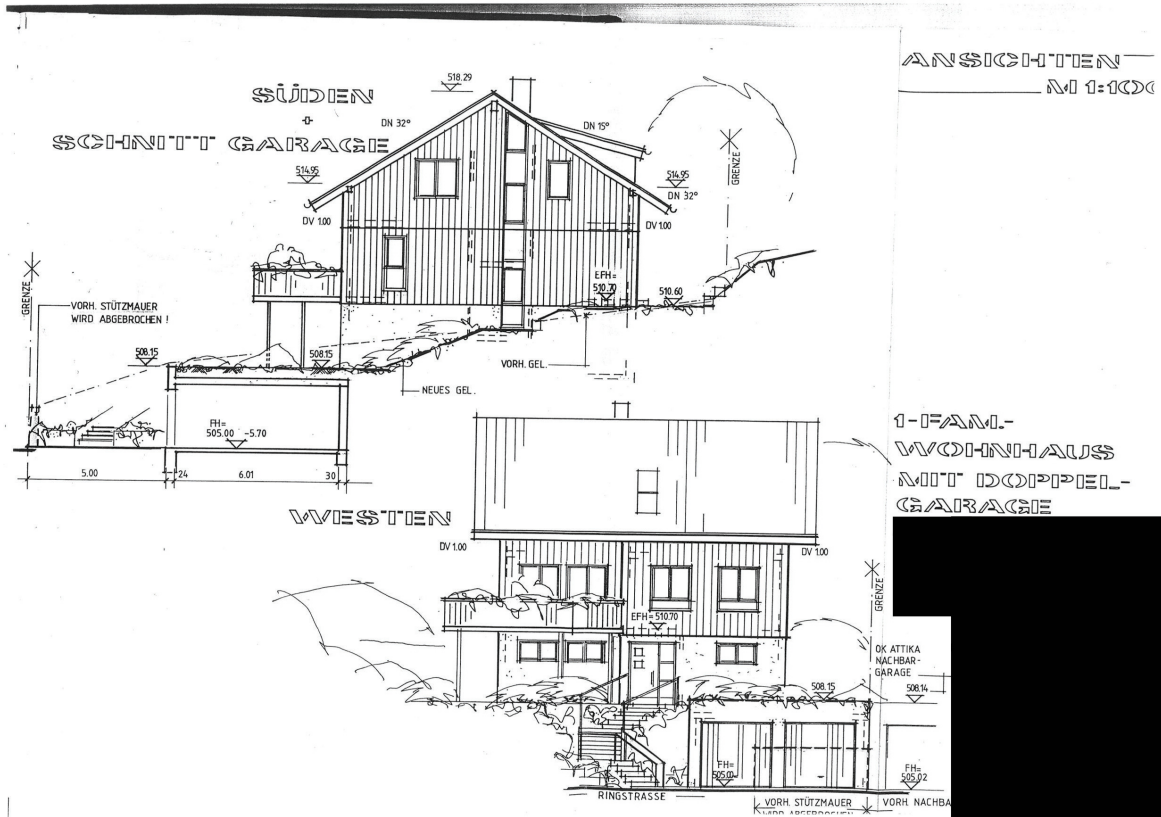 ANSICHTEN
M 1:100
SÜDEN
+
SCHNITT GARAGE
518.29
DN 32°
DN 15°
514.95
514.95
DN 32°
DV 1.00
DV 1.00
GRENZE
EFH=
510.70
510.60
GRENZE
VORH. STÜTZMAUER
WIRD ABGEBROCHEN !
508.15
508.15
VORH. GEL.
NEUES GEL.
FH=
505.00 -5.70
5.00
24
6.01
30
1-FAM.-
WOHNHAUS
MIT DOPPEL-
GARAGE
WESTEN
DV 1.00
DV 1.00
GRENZE
EFH=510.70
OK ATTIKA
NACHBAR-
GARAGE
508.15
508.14
FH=
FH=
505.02
RINGSTRASSE
VORH. STÜTZMAUER
WIRD ABGEBROCHEN
VORH. NACHBA